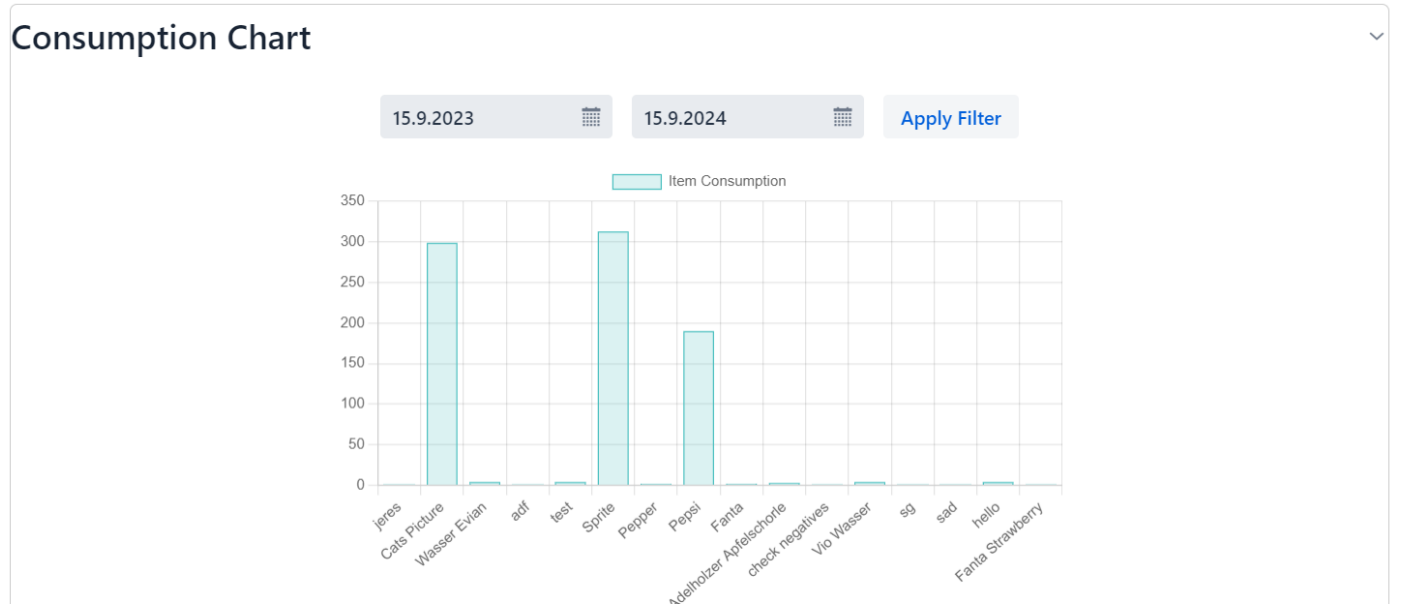 Consumption Chart
15.9.2023
15.9.2024
Apply Filter
Item Consumption
350
300
250
200
150
100
50
0
jeres
Cats Picture
Wasser Evian
adf
test
Sprite
Pepper
Pepsi
Fanta
Adelholzer Apfelschorle
check negatives
Vio Wasser
sg
sad
hello
Fanta Strawberry